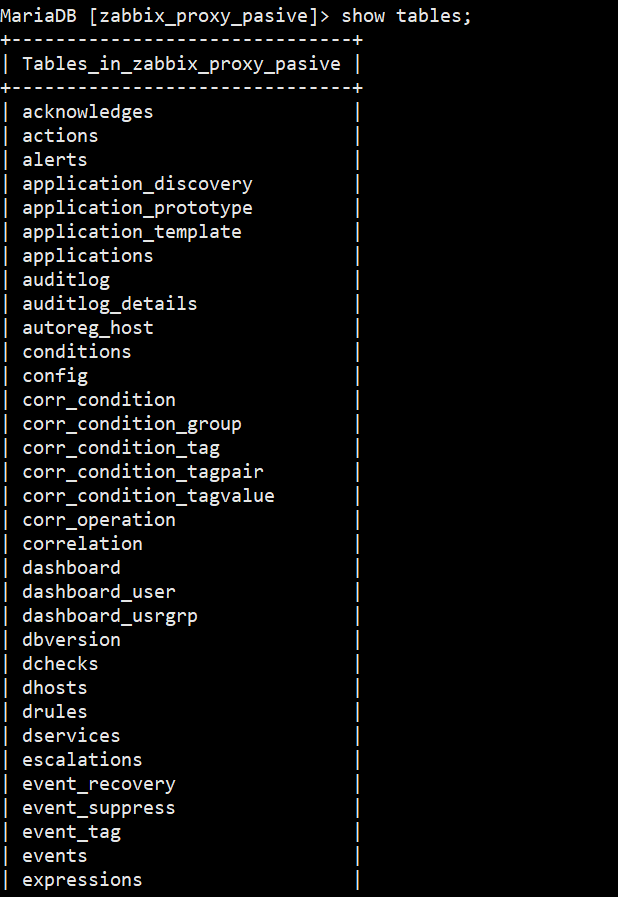 MariaDB [zabbix_proxy_pasive]> show tables;
+-------------------------------+
| Tables_in_zabbix_proxy_pasive |
+-------------------------------+
| acknowledges                  |
| actions                       |
| alerts                        |
| application_discovery         |
| application_prototype         |
| application_template          |
| applications                  |
| auditlog                      |
| auditlog_details              |
| autoreg_host                  |
| conditions                    |
| config                        |
| corr_condition                |
| corr_condition_group          |
| corr_condition_tag            |
| corr_condition_tagpair        |
| corr_condition_tagvalue       |
| corr_operation                |
| correlation                   |
| dashboard                     |
| dashboard_user                |
| dashboard_usrgrp              |
| dbversion                     |
| dchecks                       |
| dhosts                        |
| drules                        |
| dservices                     |
| escalations                   |
| event_recovery                |
| event_suppress                |
| event_tag                     |
| events                        |
| expressions                   |